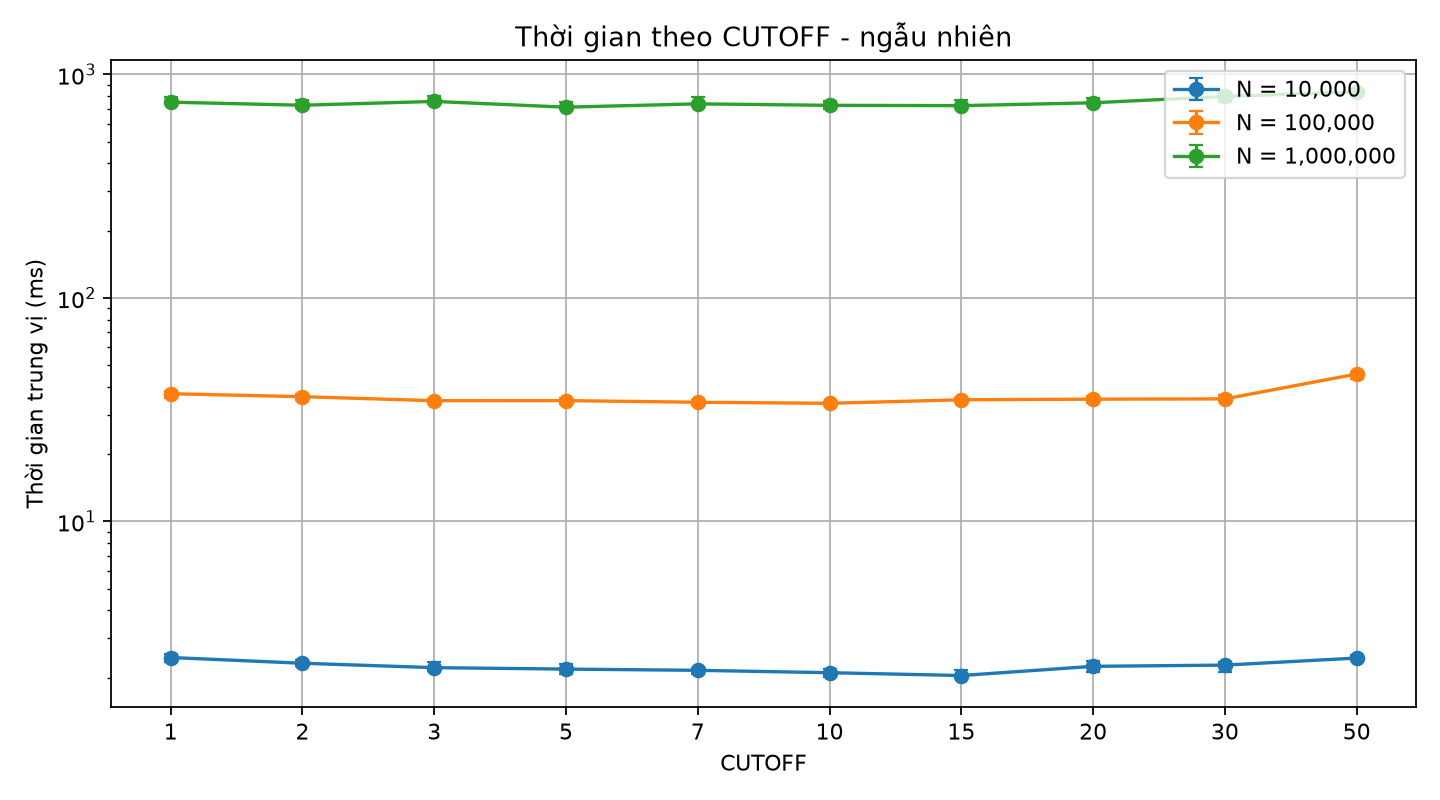 Thời gian theo CUTOFF - ngẫu nhiên
Thời gian trung vị (ms)
10³
10²
10¹
N = 10,000
N = 100,000
N = 1,000,000
1 2 3 5 7 10 15 20 30 50
CUTOFF